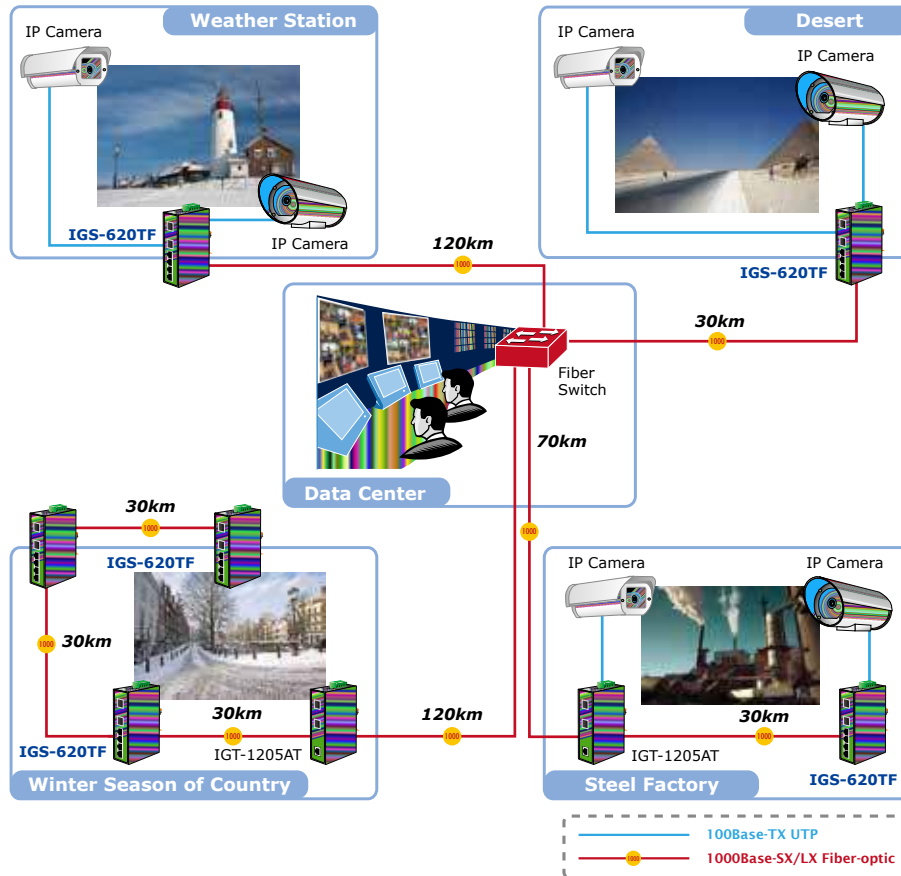 Weather Station
IP Camera
IGS-620TF
IP Camera
Desert
IP Camera
IP Camera
IGS-620TF
120km
1000
30km
1000
Fiber
Switch
70km
1000
Data Center
30km
1000
IGS-620TF
30km
1000
30km
1000
IGS-620TF
IGT-1205AT
120km
1000
Winter Season of Country
IP Camera
IP Camera
30km
1000
IGT-1205AT
IGS-620TF
Steel Factory
100Base-TX UTP
1000
1000Base-SX/LX Fiber-optic